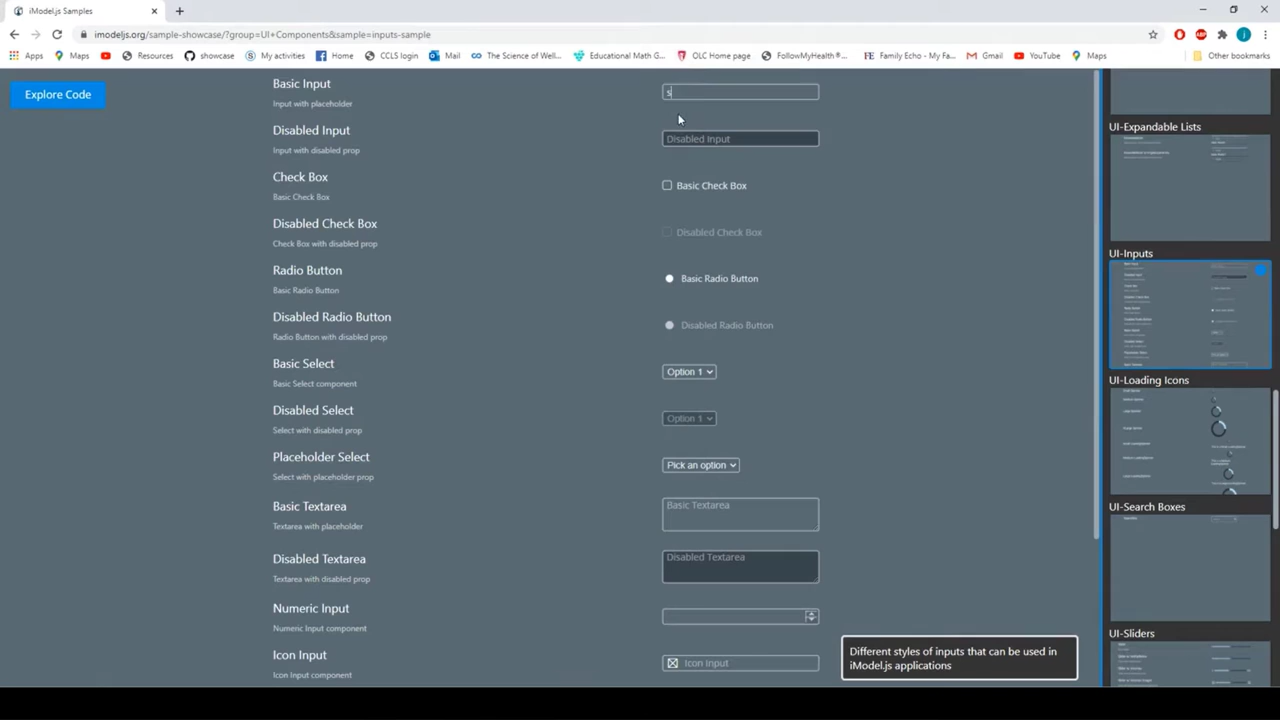 iModel.js Samples
imodeljs.org/sample-showcase/?group=UI+Components&sample=inputs-sample
Apps Maps Resources showcase My activities Home CCLS login Mail The Science of Well... Educational Math G... OLC Home page FollowMyHealth®... Family Echo - My Fa... Gmail YouTube Maps Other bookmarks
Explore Code
Basic Input
Input with placeholder
s
Disabled Input
Input with disabled prop
Disabled Input
Check Box
Basic Check Box
Basic Check Box
Disabled Check Box
Check Box with disabled prop
Disabled Check Box
Radio Button
Basic Radio Button
Basic Radio Button
Disabled Radio Button
Radio Button with disabled prop
Disabled Radio Button
Basic Select
Basic Select component
Option 1
Disabled Select
Select with disabled prop
Option 1
Placeholder Select
Select with placeholder prop
Pick an option
Basic Textarea
Textarea with placeholder
Basic Textarea
Disabled Textarea
Textarea with disabled prop
Disabled Textarea
Numeric Input
Numeric Input component
Icon Input
Icon Input component
Icon Input
Different styles of inputs that can be used in
iModel.js applications
UI-Expandable Lists
UI-Inputs
UI-Loading Icons
UI-Search Boxes
UI-Sliders